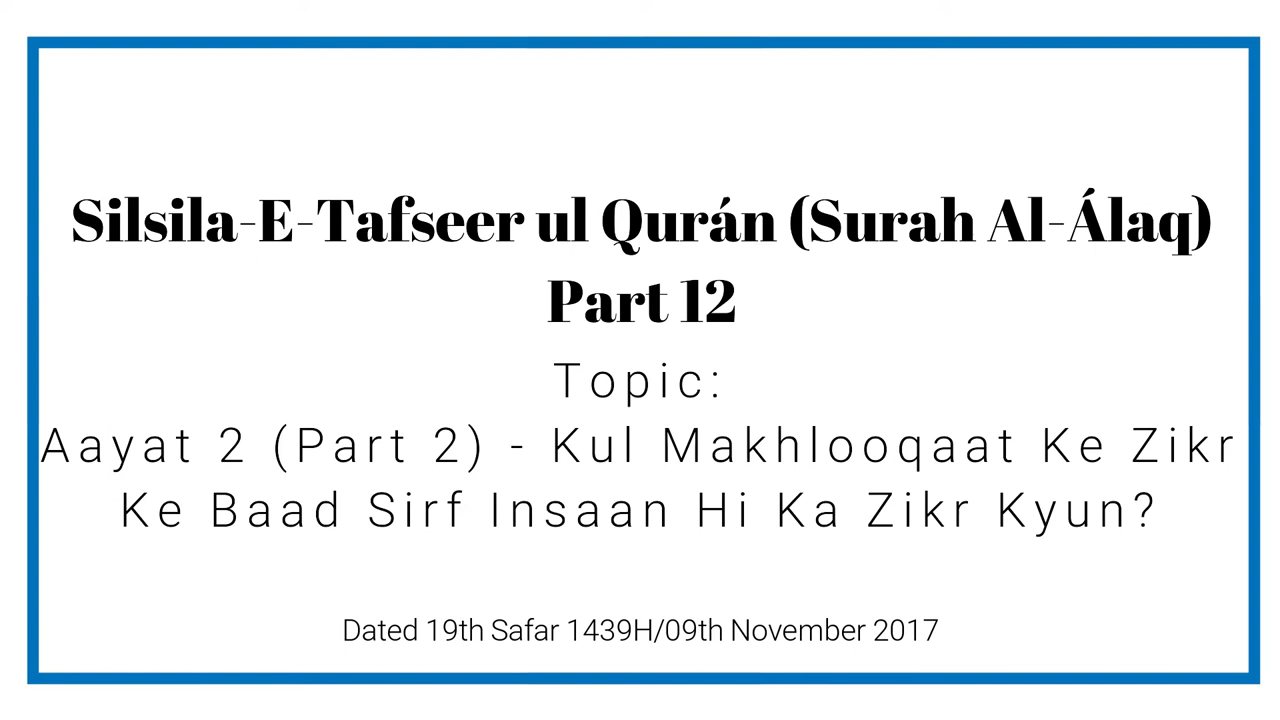 Silsila-E-Tafseer ul Qurán (Surah Al-Álaq)
Part 12
Topic:
Aayat 2 (Part 2) - Kul Makhlooqaat Ke Zikr
Ke Baad Sirf Insaan Hi Ka Zikr Kyun?
Dated 19th Safar 1439H/09th November 2017